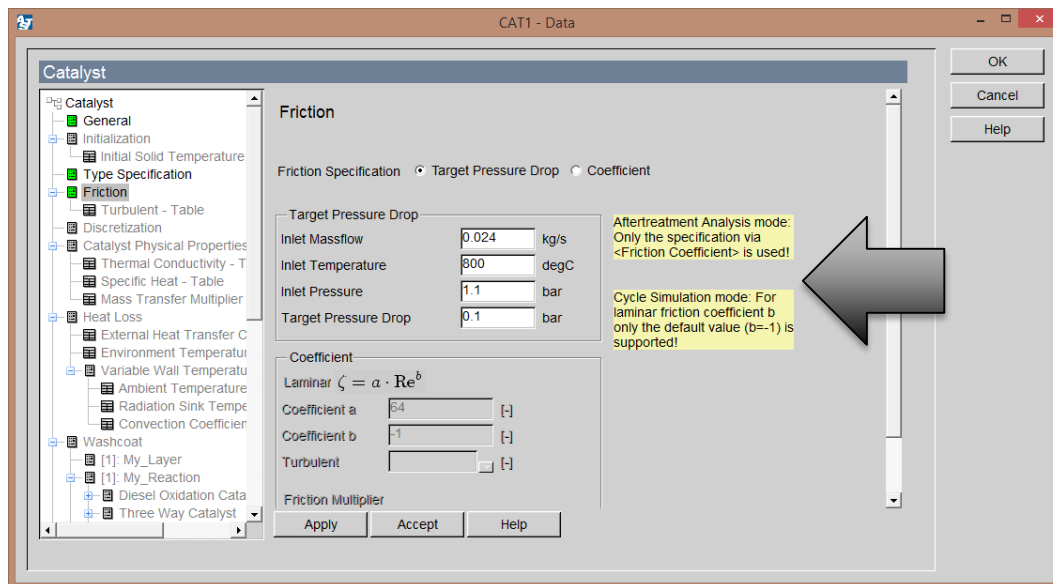 CAT1 - Data
Catalyst
OK
Cancel
Help
Catalyst
General
Initialization
Initial Solid Temperature
Type Specification
Friction
Turbulent - Table
Discretization
Catalyst Physical Properties
Thermal Conductivity - T
Specific Heat - Table
Mass Transfer Multiplier
Heat Loss
External Heat Transfer C
Environment Temperatur
Variable Wall Temperatu
Ambient Temperature
Radiation Sink Tempe
Convection Coefficien
Washcoat
[1]: My_Layer
[1]: My_Reaction
Diesel Oxidation Cata
Three Way Catalyst
Friction
Friction Specification Target Pressure Drop Coefficient
Target Pressure Drop
Inlet Massflow 0.024 kg/s
Inlet Temperature 800 degC
Inlet Pressure 1.1 bar
Target Pressure Drop 0.1 bar
Aftertreatment Analysis mode:
Only the specification via
<Friction Coefficient> is used!
Cycle Simulation mode: For
laminar friction coefficient b
only the default value (b=-1) is
supported!
Coefficient
Laminar ζ = a · Re^b
Coefficient a 64 [-]
Coefficient b -1 [-]
Turbulent [-]
Friction Multiplier
Apply Accept Help